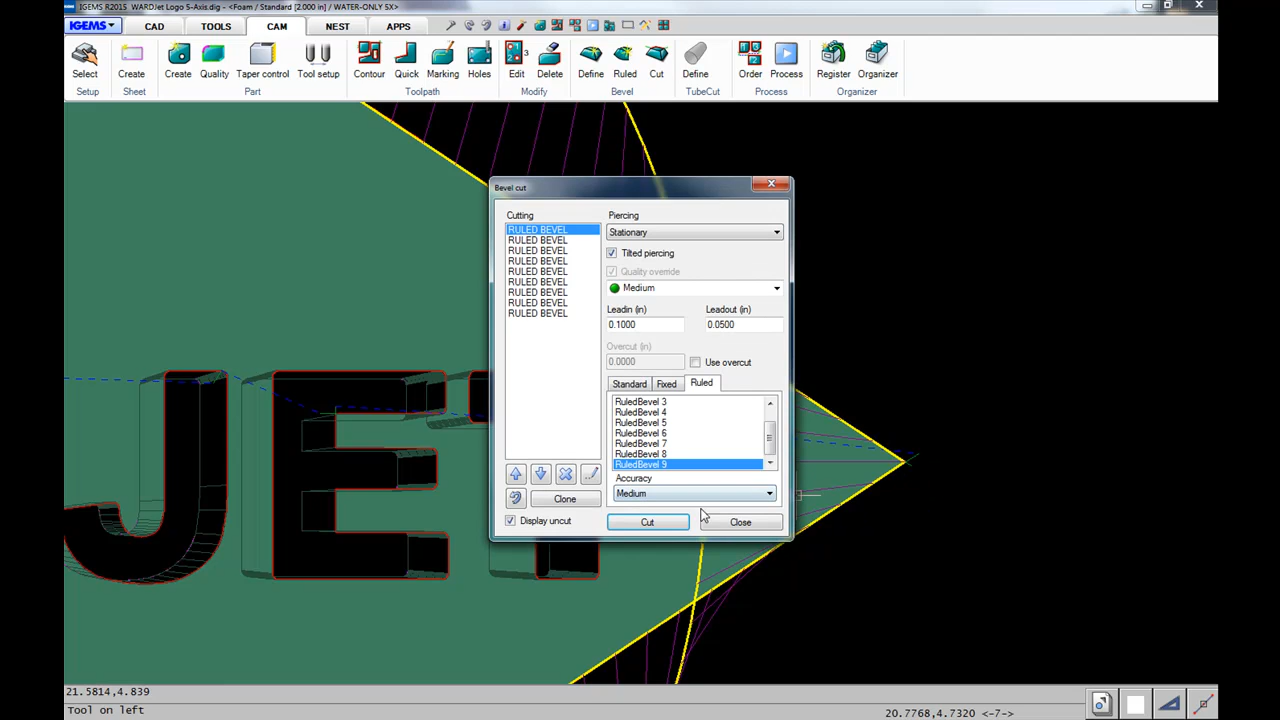 IGEMS R2015 WARDJet Logo 5-Axis.dlg - <Foam / Standard [2.000 in] / WATER-ONLY 5X>
IGEMS CAD TOOLS CAM NEST APPS
Select Create Create Quality Taper control Tool setup Contour Quick Marking Holes Edit Delete Define Ruled Cut Define Order Process Register Organizer
Setup Sheet Part Toolpath Modify Bevel TubeCut Process Organizer
Bevel cut
Cutting
RULED BEVEL
RULED BEVEL
RULED BEVEL
RULED BEVEL
RULED BEVEL
RULED BEVEL
RULED BEVEL
RULED BEVEL
RULED BEVEL
Clone
Display uncut
Piercing
Stationary
Tilted piercing
Quality override
Medium
Leadin (in) Leadout (in)
0.1000 0.0500
Overcut (in)
0.0000 Use overcut
Standard Fixed Ruled
RuledBevel 3
RuledBevel 4
RuledBevel 5
RuledBevel 6
RuledBevel 7
RuledBevel 8
RuledBevel 9
Accuracy
Medium
Cut Close
JET
21.5814,4.839
Tool on left
20.7768,4.7320 <-7->